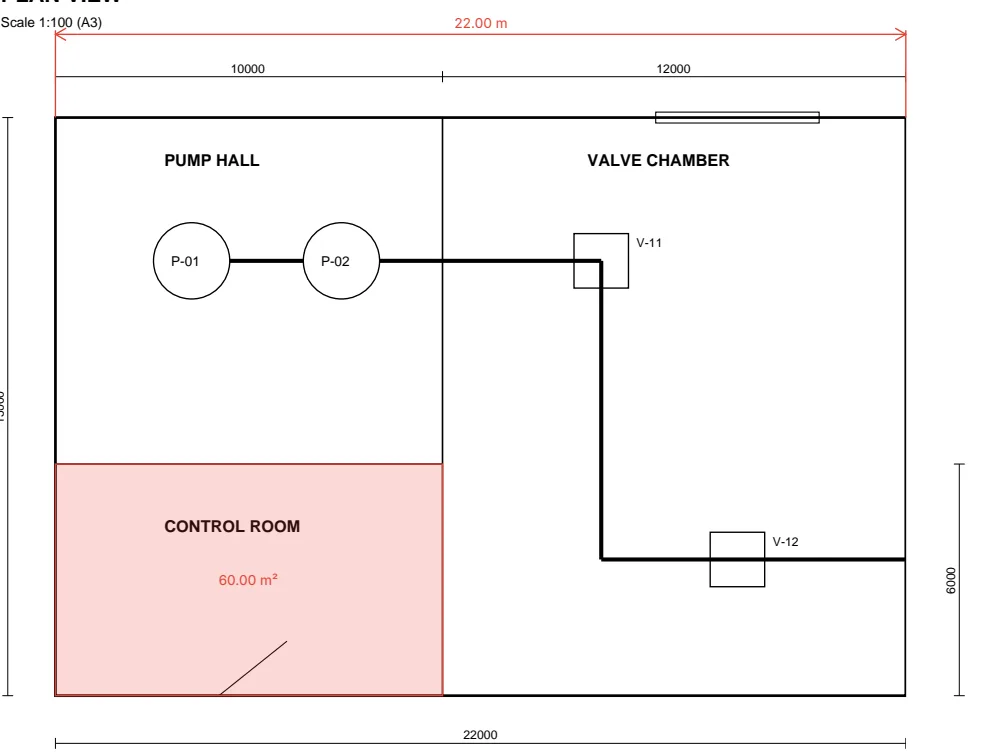 Scale 1:100 (A3)
22.00 m
10000
12000
PUMP HALL
VALVE CHAMBER
P-01
P-02
V-11
CONTROL ROOM
60.00 m²
V-12
6000
22000